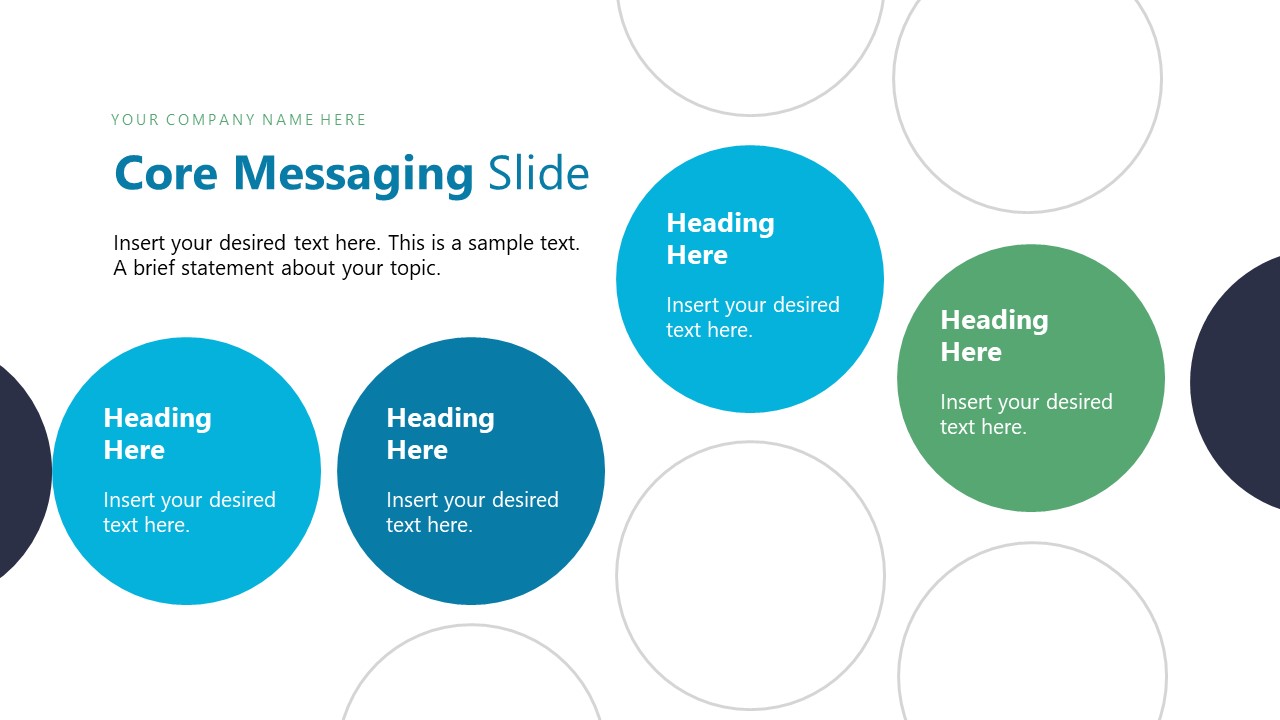 YOUR COMPANY NAME HERE
Core Messaging Slide
Insert your desired text here. This is a sample text.
A brief statement about your topic.
Heading
Here
Insert your desired
text here.
Heading
Here
Insert your desired
text here.
Heading
Here
Insert your desired
text here.
Heading
Here
Insert your desired
text here.